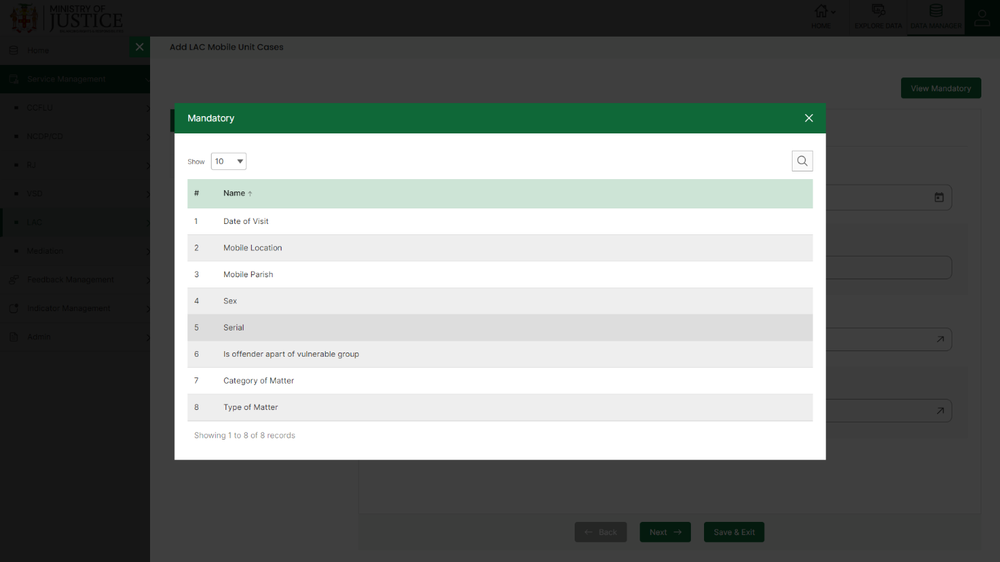 MINISTRY OF
JUSTICE
HOME
EXPLORE DATA
DATA MANAGER
Home
Add LAC Mobile Unit Cases
Service Management
View Mandatory
CCFLU
NCDP/CD
RJ
VSD
LAC
Mediation
Feedback Management
Indicator Management
Admin
Mandatory
Show 10
# Name ↑
1 Date of Visit
2 Mobile Location
3 Mobile Parish
4 Sex
5 Serial
6 Is offender apart of vulnerable group
7 Category of Matter
8 Type of Matter
Showing 1 to 8 of 8 records
← Back
Next →
Save & Exit